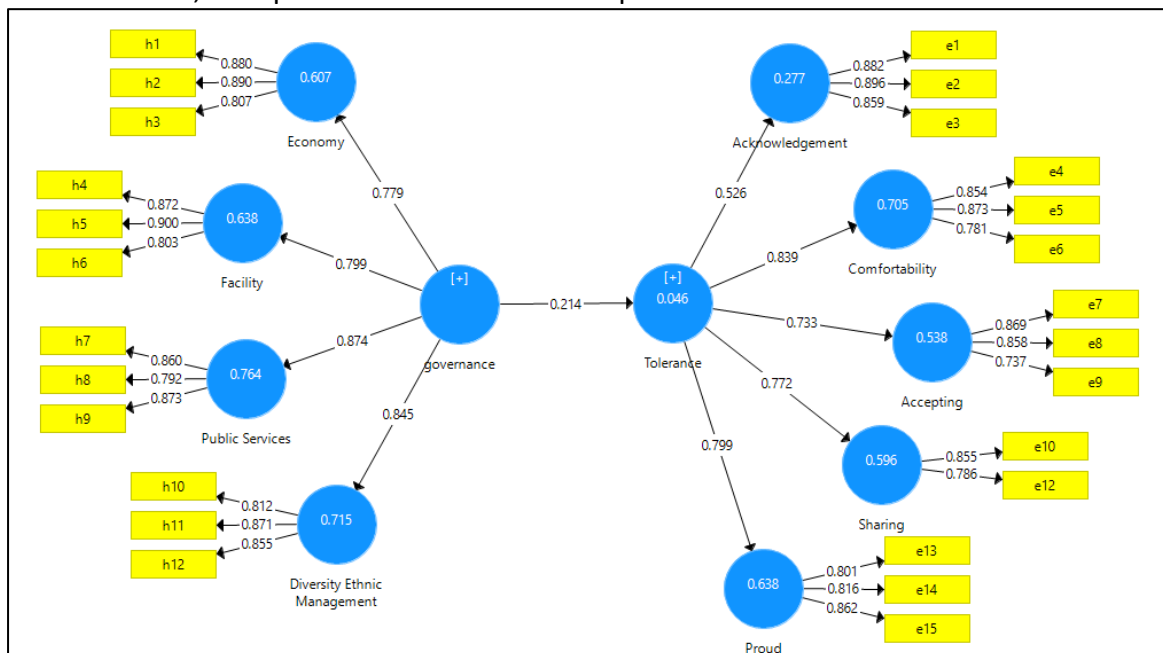 h1
0.880
h2
0.890
h3
0.807
0.607
Economy
0.779
h4
0.872
h5
0.900
h6
0.803
0.638
Facility
0.799
h7
0.860
h8
0.792
h9
0.873
0.764
Public Services
0.874
h10
0.812
h11
0.871
h12
0.855
0.715
Diversity Ethnic
Management
0.845
[+]
governance
0.214
[+]
0.046
Tolerance
0.526
0.277
Acknowledgement
0.882
e1
0.896
e2
0.859
e3
0.839
0.705
Comfortability
0.854
e4
0.873
e5
0.781
e6
0.733
0.538
Accepting
0.869
e7
0.858
e8
0.737
e9
0.772
0.596
Sharing
0.855
e10
0.786
e12
0.799
0.638
Proud
0.801
e13
0.816
e14
0.862
e15